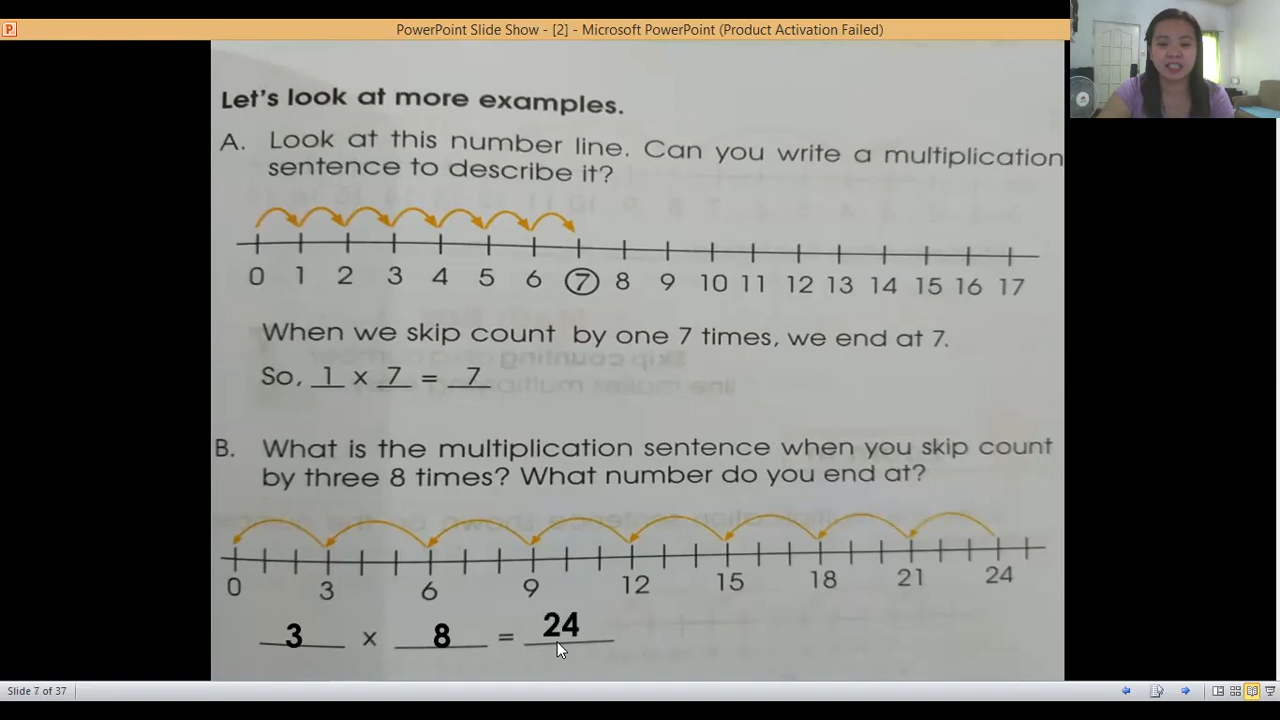 PowerPoint Slide Show - [2] - Microsoft PowerPoint (Product Activation Failed)
Let's look at more examples.
A. Look at this number line. Can you write a multiplication
sentence to describe it?
0 1 2 3 4 5 6 7 8 9 10 11 12 13 14 15 16 17
When we skip count by one 7 times, we end at 7.
So, 1 x 7 = 7
B. What is the multiplication sentence when you skip count
by three 8 times? What number do you end at?
0 3 6 9 12 15 18 21 24
3 x 8 = 24
Slide 7 of 37